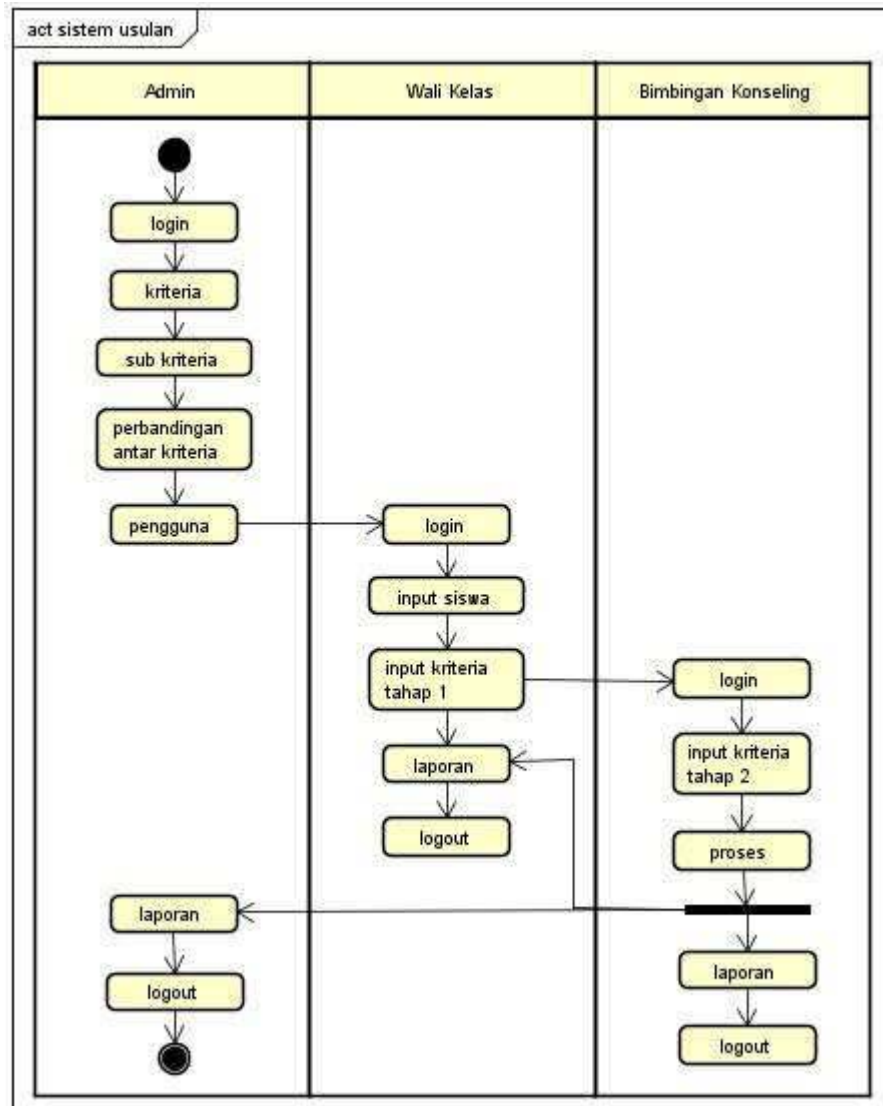 act sistem usulan
Admin
Wali Kelas
Bimbingan Konseling
login
kriteria
sub kriteria
perbandingan
antar kriteria
pengguna
login
input siswa
input kriteria
tahap 1
laporan
logout
login
input kriteria
tahap 2
proses
laporan
logout
laporan
logout